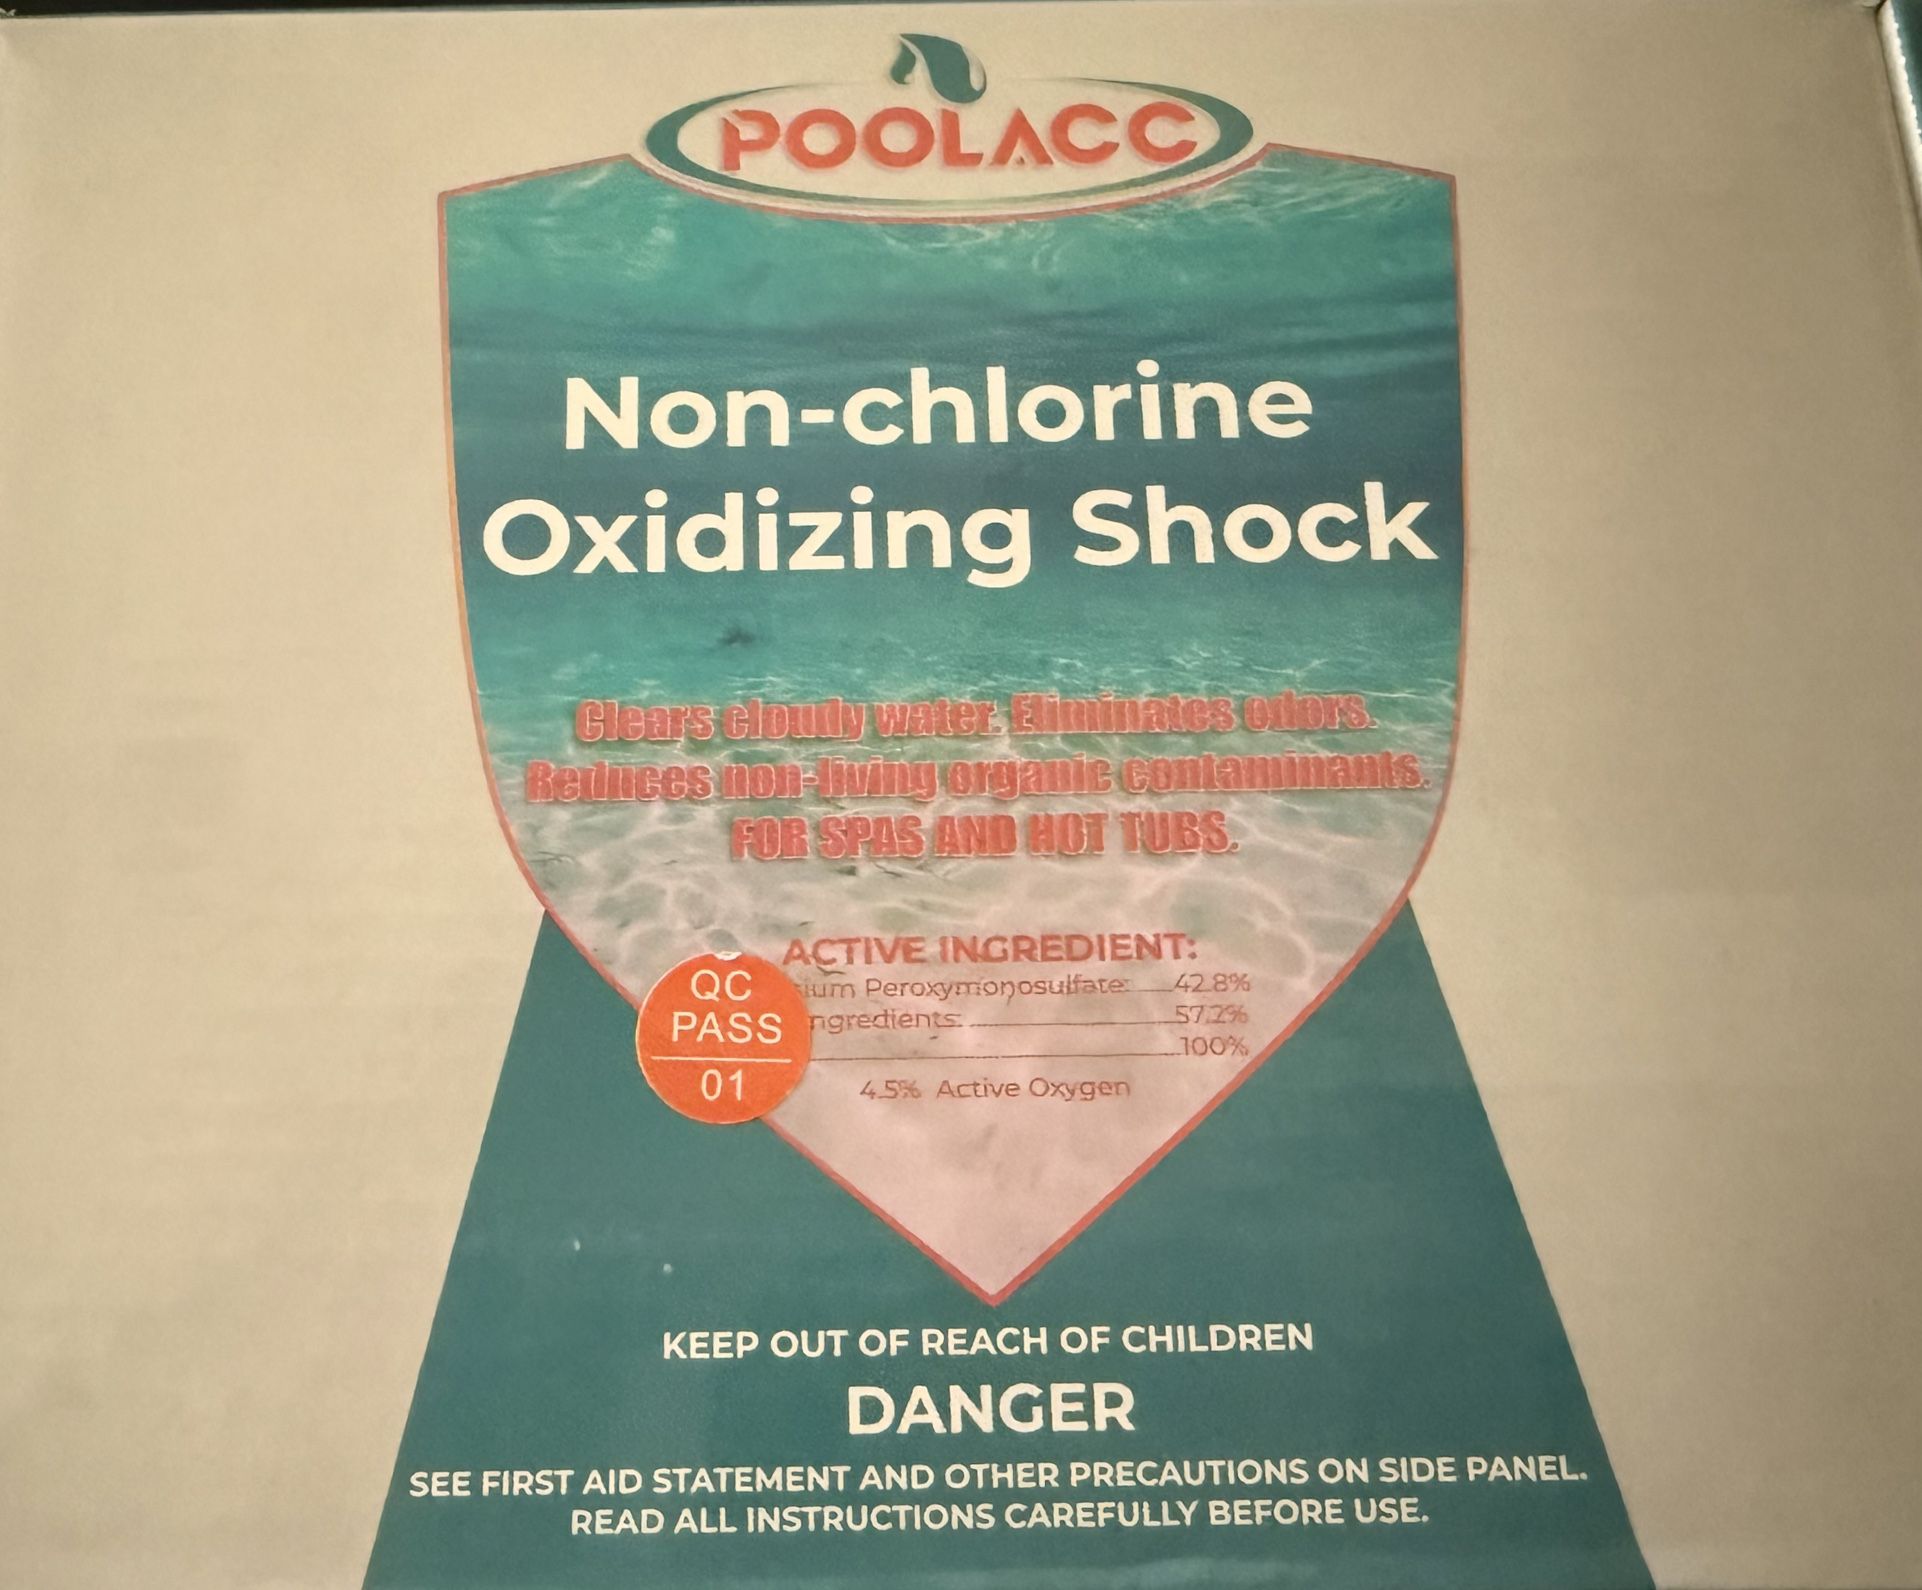 POOLACC
Non-chlorine
Oxidizing Shock
Clears cloudy water. Eliminates odors.
Reduces non-living organic contaminants.
FOR SPAS AND HOT TUBS.
ACTIVE INGREDIENT:
Peroxymonosulfate: 42.8%
57.2%
100%
4.5% Active Oxygen
QC
PASS
01
KEEP OUT OF REACH OF CHILDREN
DANGER
SEE FIRST AID STATEMENT AND OTHER PRECAUTIONS ON SIDE PANEL.
READ ALL INSTRUCTIONS CAREFULLY BEFORE USE.